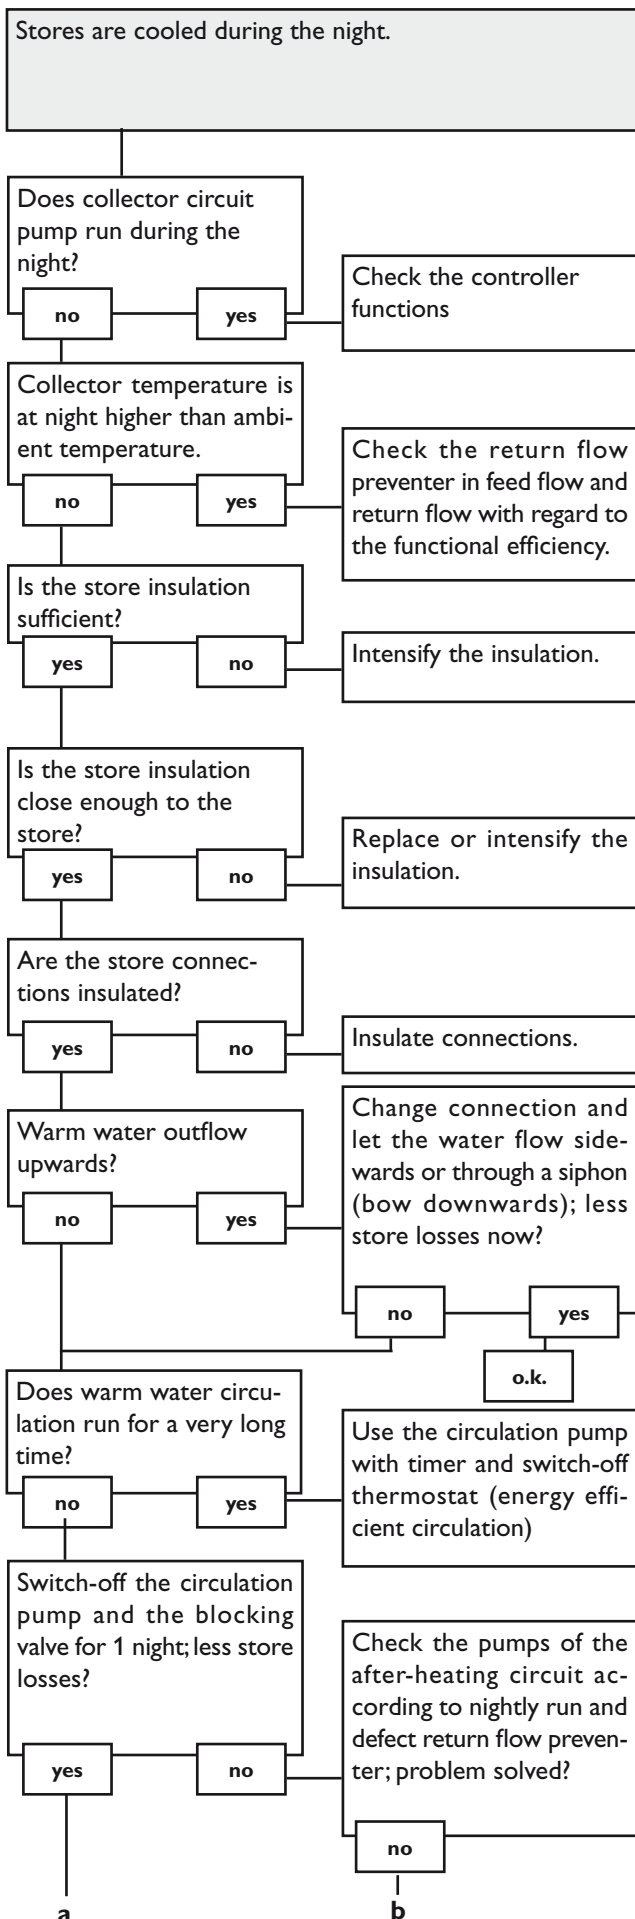 Stores are cooled during the night.
Does collector circuit
pump run during the
night?
no
yes
Check the controller
functions
Collector temperature is
at night higher than ambi-
ent temperature.
no
yes
Check the return flow
preventer in feed flow and
return flow with regard to
the functional efficiency.
Is the store insulation
sufficient?
yes
no
Intensify the insulation.
Is the store insulation
close enough to the
store?
yes
no
Replace or intensify the
insulation.
Are the store connec-
tions insulated?
yes
no
Insulate connections.
Warm water outflow
upwards?
no
yes
Change connection and
let the water flow side-
wards or through a siphon
(bow downwards); less
store losses now?
no
yes
o.k.
Does warm water circu-
lation run for a very long
time?
no
yes
Use the circulation pump
with timer and switch-off
thermostat (energy effi-
cient circulation)
Switch-off the circulation
pump and the blocking
valve for 1 night; less store
losses?
yes
no
Check the pumps of the
after-heating circuit ac-
cording to nightly run and
defect return flow preven-
ter; problem solved?
no
a
b